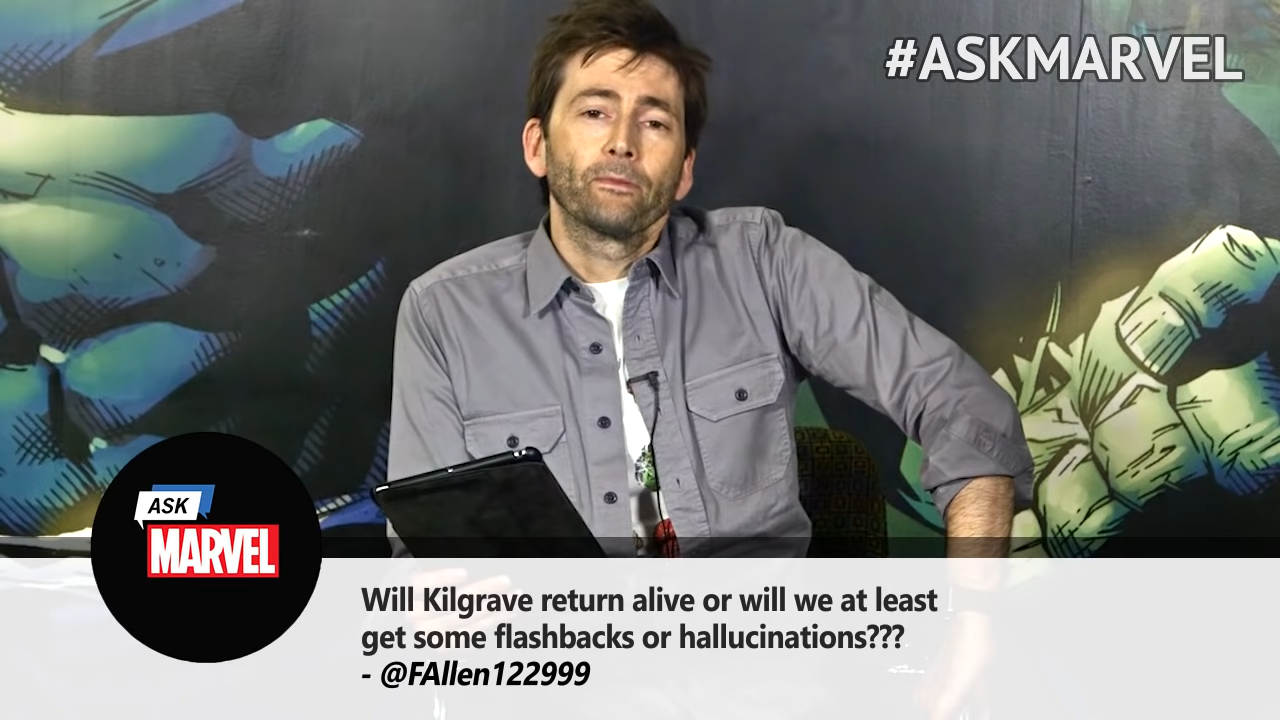 #ASKMARVEL
ASK
MARVEL
Will Kilgrave return alive or will we at least
get some flashbacks or hallucinations???
- @FAllen122999